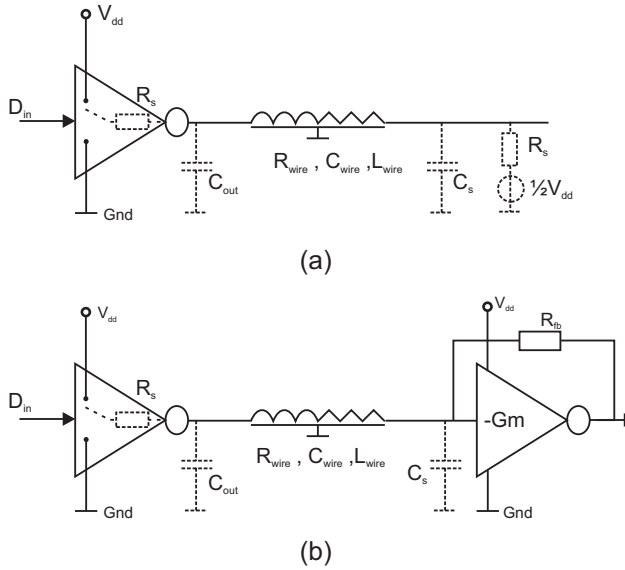 V_dd
D_in
R_s
R_s
R_wire , C_wire ,L_wire
C_out
C_s
½V_dd
Gnd
(a)
V_dd
V_dd
R_fb
D_in
R_s
-Gm
R_wire , C_wire ,L_wire
C_out
C_s
Gnd
Gnd
(b)